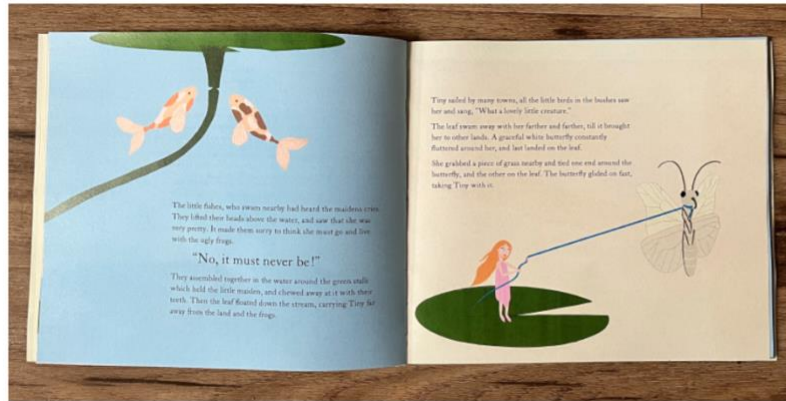 The little fishes, who swam nearby had heard the maidens cries.
They lifted their heads above the water, and saw that she was
very pretty. It made them sorry to think she must go and live
with the ugly frogs.
"No, it must never be!"
They assembled together in the water around the green stalk
which held the little maiden, and chewed away at it with their
teeth. Then the leaf floated down the stream, carrying Tiny far
away from the land and the frogs.
Tiny sailed by many towns, all the little birds in the bushes saw
her and sang, "What a lovely little creature."
The leaf swam away with her farther and farther, till it brought
her to other lands. A graceful white butterfly constantly
fluttered around her, and last landed on the leaf.
She grabbed a piece of grass nearby and tied one end around the
butterfly, and the other on the leaf. The butterfly glided on fast,
taking Tiny with it.